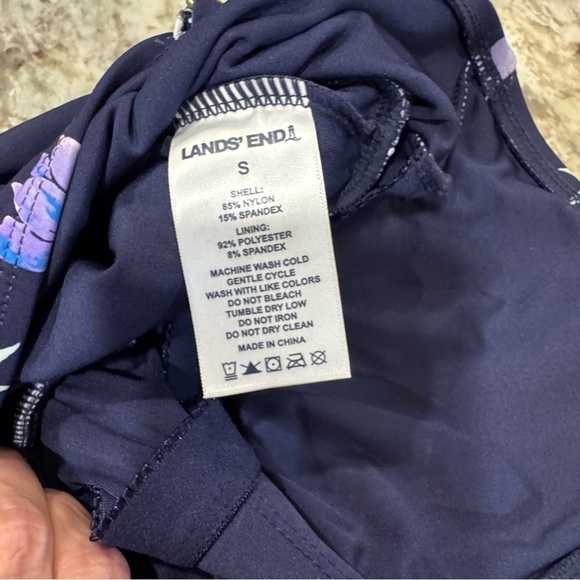 LANDS' END
S
SHELL:
85% NYLON
15% SPANDEX
LINING:
92% POLYESTER
8% SPANDEX
MACHINE WASH COLD
GENTLE CYCLE
WASH WITH LIKE COLORS
DO NOT BLEACH
TUMBLE DRY LOW
DO NOT IRON
DO NOT DRY CLEAN
MADE IN CHINA